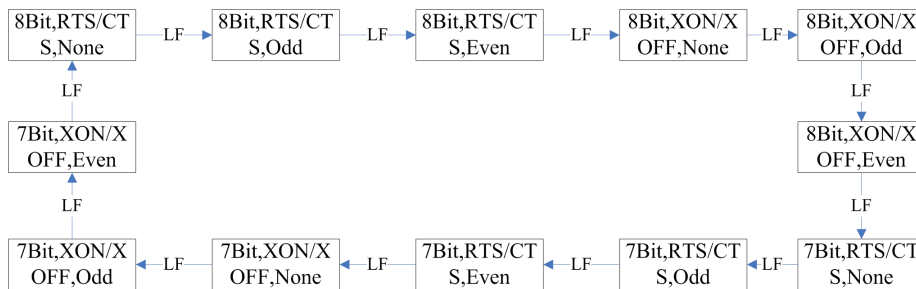 8Bit,RTS/CT
S,None
LF
8Bit,RTS/CT
S,Odd
LF
8Bit,RTS/CT
S,Even
LF
8Bit,XON/X
OFF,None
LF
8Bit,XON/X
OFF,Odd
LF
8Bit,XON/X
OFF,Even
LF
7Bit,RTS/CT
S,None
LF
7Bit,RTS/CT
S,Odd
LF
7Bit,RTS/CT
S,Even
LF
7Bit,XON/X
OFF,None
LF
7Bit,XON/X
OFF,Odd
LF
7Bit,XON/X
OFF,Even
LF